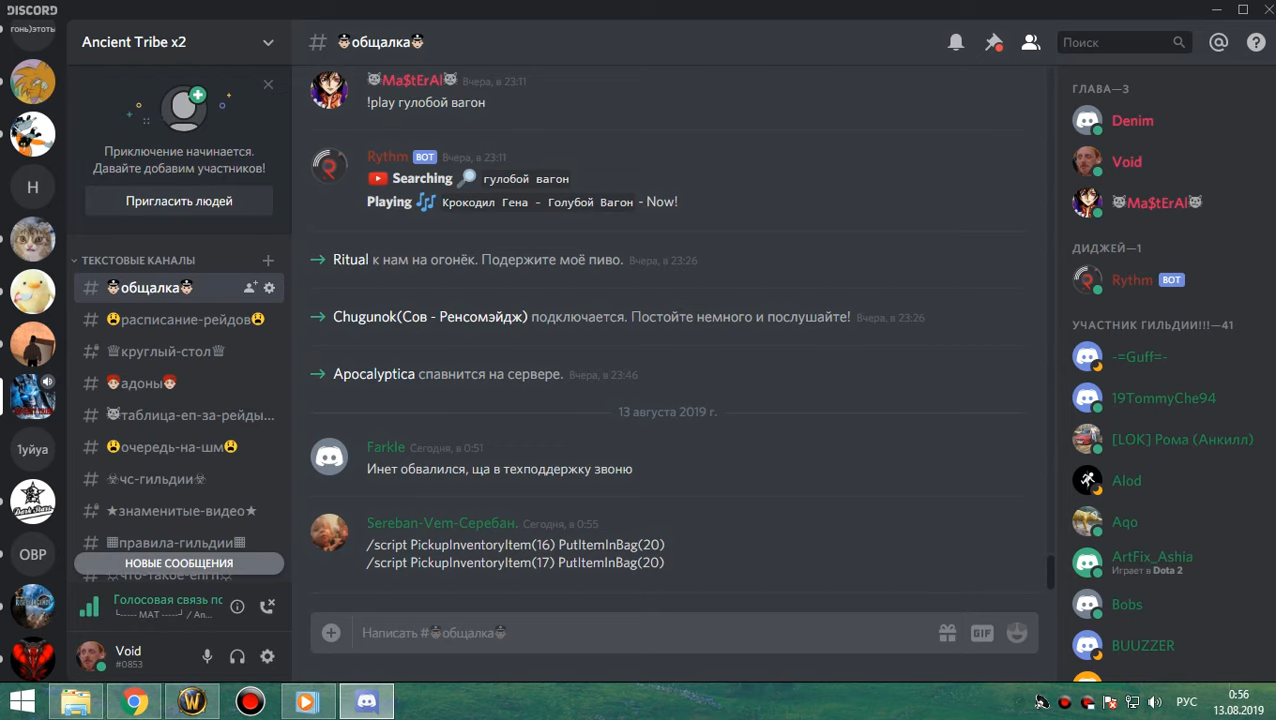 DISCORD
гонь)этоть
H
1уйуа
ОВР
Ancient Tribe x2
Приключение начинается.
Давайте добавим участников!
Пригласить людей
ТЕКСТОВЫЕ КАНАЛЫ
общалка
расписание-рейдов
♕круглый-стол♕
адоны
таблица-еп-за-рейды...
очередь-на-шм
☣чс-гильдии☣
★знаменитые-видео★
▦правила-гильдии▦
НОВЫЕ СООБЩЕНИЯ
Голосовая связь пс
╰----- МАТ -----╯ / An...
Void
#0853
общалка
Поиск
Ma$tErAl Вчера, в 23:11
!play гулобой вагон
Rythm BOT Вчера, в 23:11
Searching гулобой вагон
Playing Крокодил Гена - Голубой Вагон - Now!
Ritual к нам на огонёк. Подержите моё пиво. Вчера, в 23:26
Chugunok(Сов - Ренсомэйдж) подключается. Постойте немного и послушайте! Вчера, в 23:26
Apocalyptica спавнится на сервере. Вчера, в 23:46
13 августа 2019 г.
Farkle Сегодня, в 0:51
Инет обвалился, ща в техподдержку звоню
Sereban-Vem-Серебан. Сегодня, в 0:55
/script PickupInventoryItem(16) PutItemInBag(20)
/script PickupInventoryItem(17) PutItemInBag(20)
Написать #общалка
GIF
ГЛАВА—3
Denim
Void
Ma$tErAl
ДИДЖЕЙ—1
Rythm BOT
УЧАСТНИК ГИЛЬДИИ!!!—41
-=Guff=-
19TommyChe94
[LOK] Рома (Анкилл)
Alod
Aqo
ArtFix_Ashia
Играет в Dota 2
Bobs
BUUZZER
РУС
0:56
13.08.2019